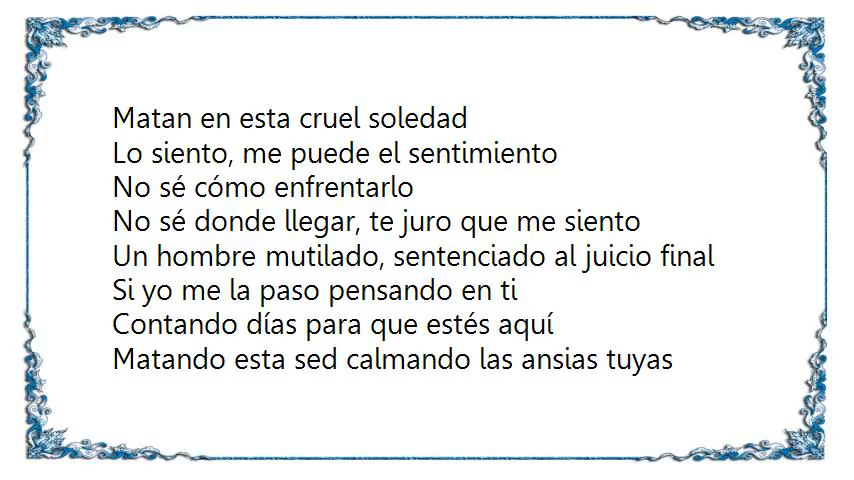 Matan en esta cruel soledad
Lo siento, me puede el sentimiento
No sé cómo enfrentarlo
No sé donde llegar, te juro que me siento
Un hombre mutilado, sentenciado al juicio final
Si yo me la paso pensando en ti
Contando días para que estés aquí
Matando esta sed calmando las ansias tuyas